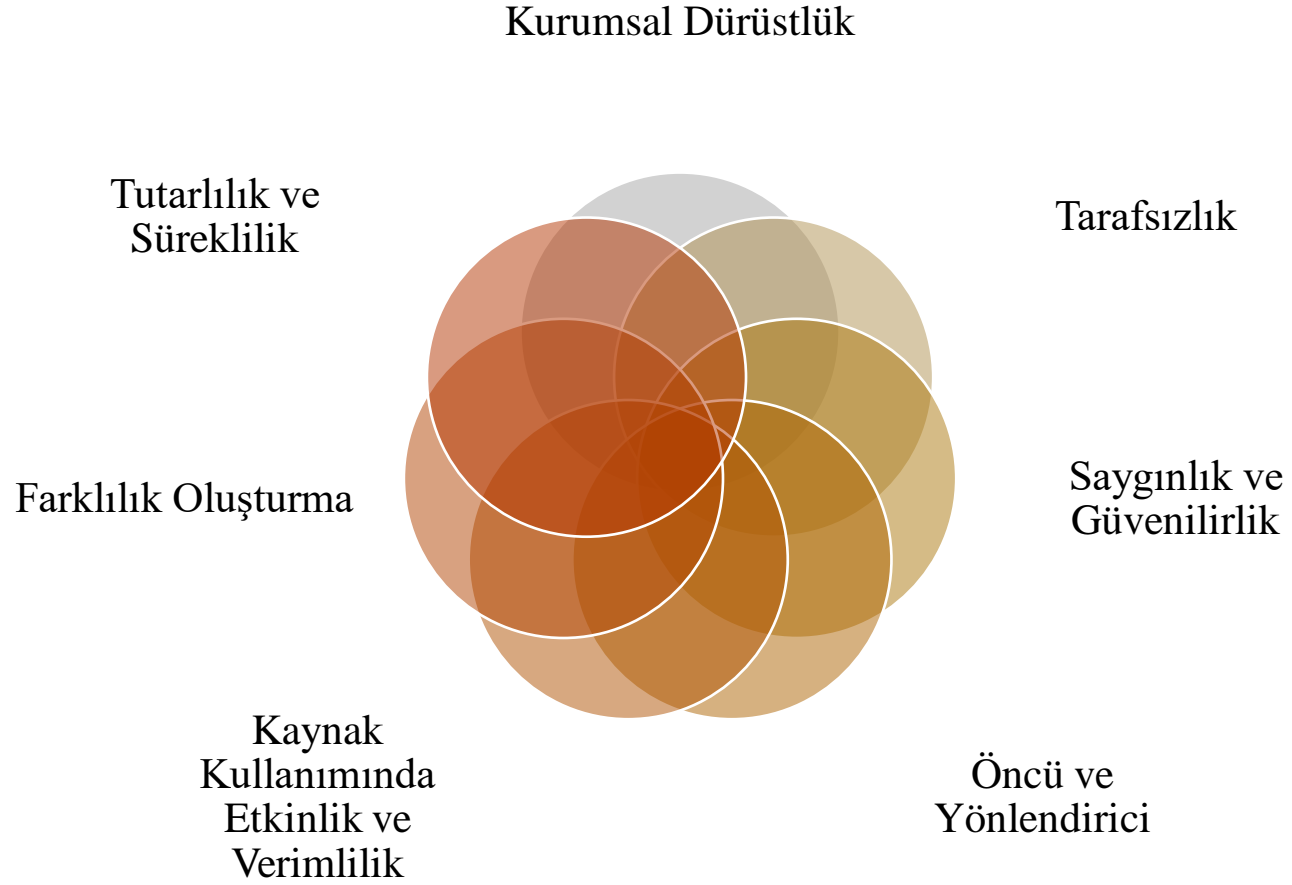 Kurumsal Dürüstlük
Tarafsızlık
Saygınlık ve
Güvenilirlik
Öncü ve
Yönlendirici
Kaynak
Kullanımında
Etkinlik ve
Verimlilik
Farklılık Oluşturma
Tutarlılık ve
Süreklilik